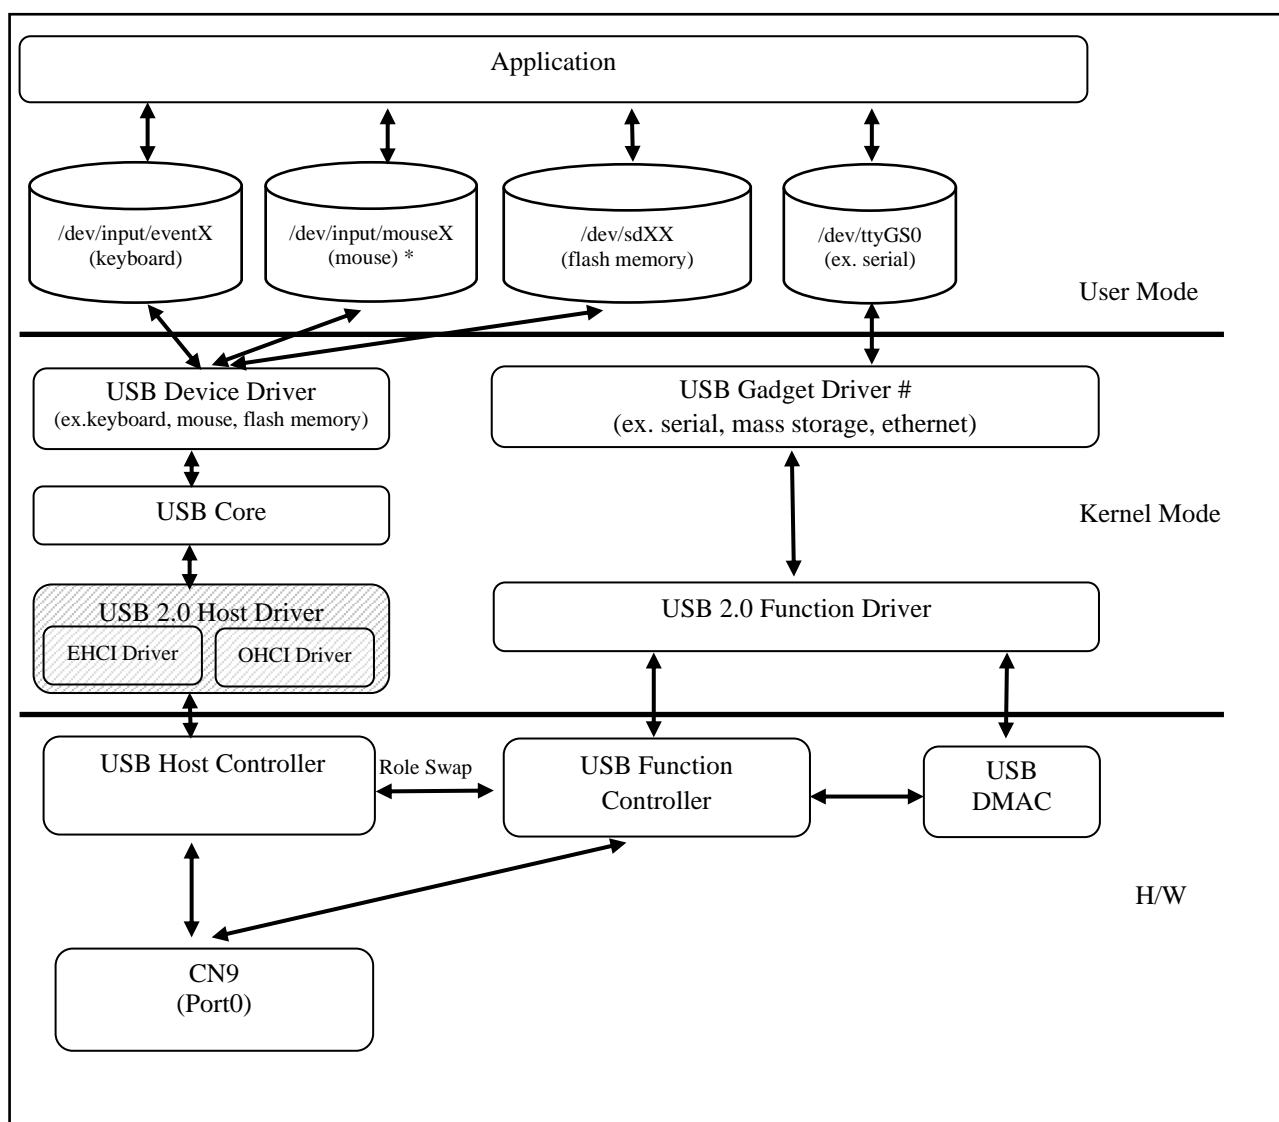 Application
/dev/input/eventX
(keyboard)
/dev/input/mouseX
(mouse) *
/dev/sdXX
(flash memory)
/dev/ttyGS0
(ex. serial)
User Mode
USB Device Driver
(ex.keyboard, mouse, flash memory)
USB Gadget Driver #
(ex. serial, mass storage, ethernet)
USB Core
Kernel Mode
USB 2.0 Host Driver
EHCI Driver
OHCI Driver
USB 2.0 Function Driver
USB Host Controller
Role Swap
USB Function
Controller
USB
DMAC
H/W
CN9
(Port0)